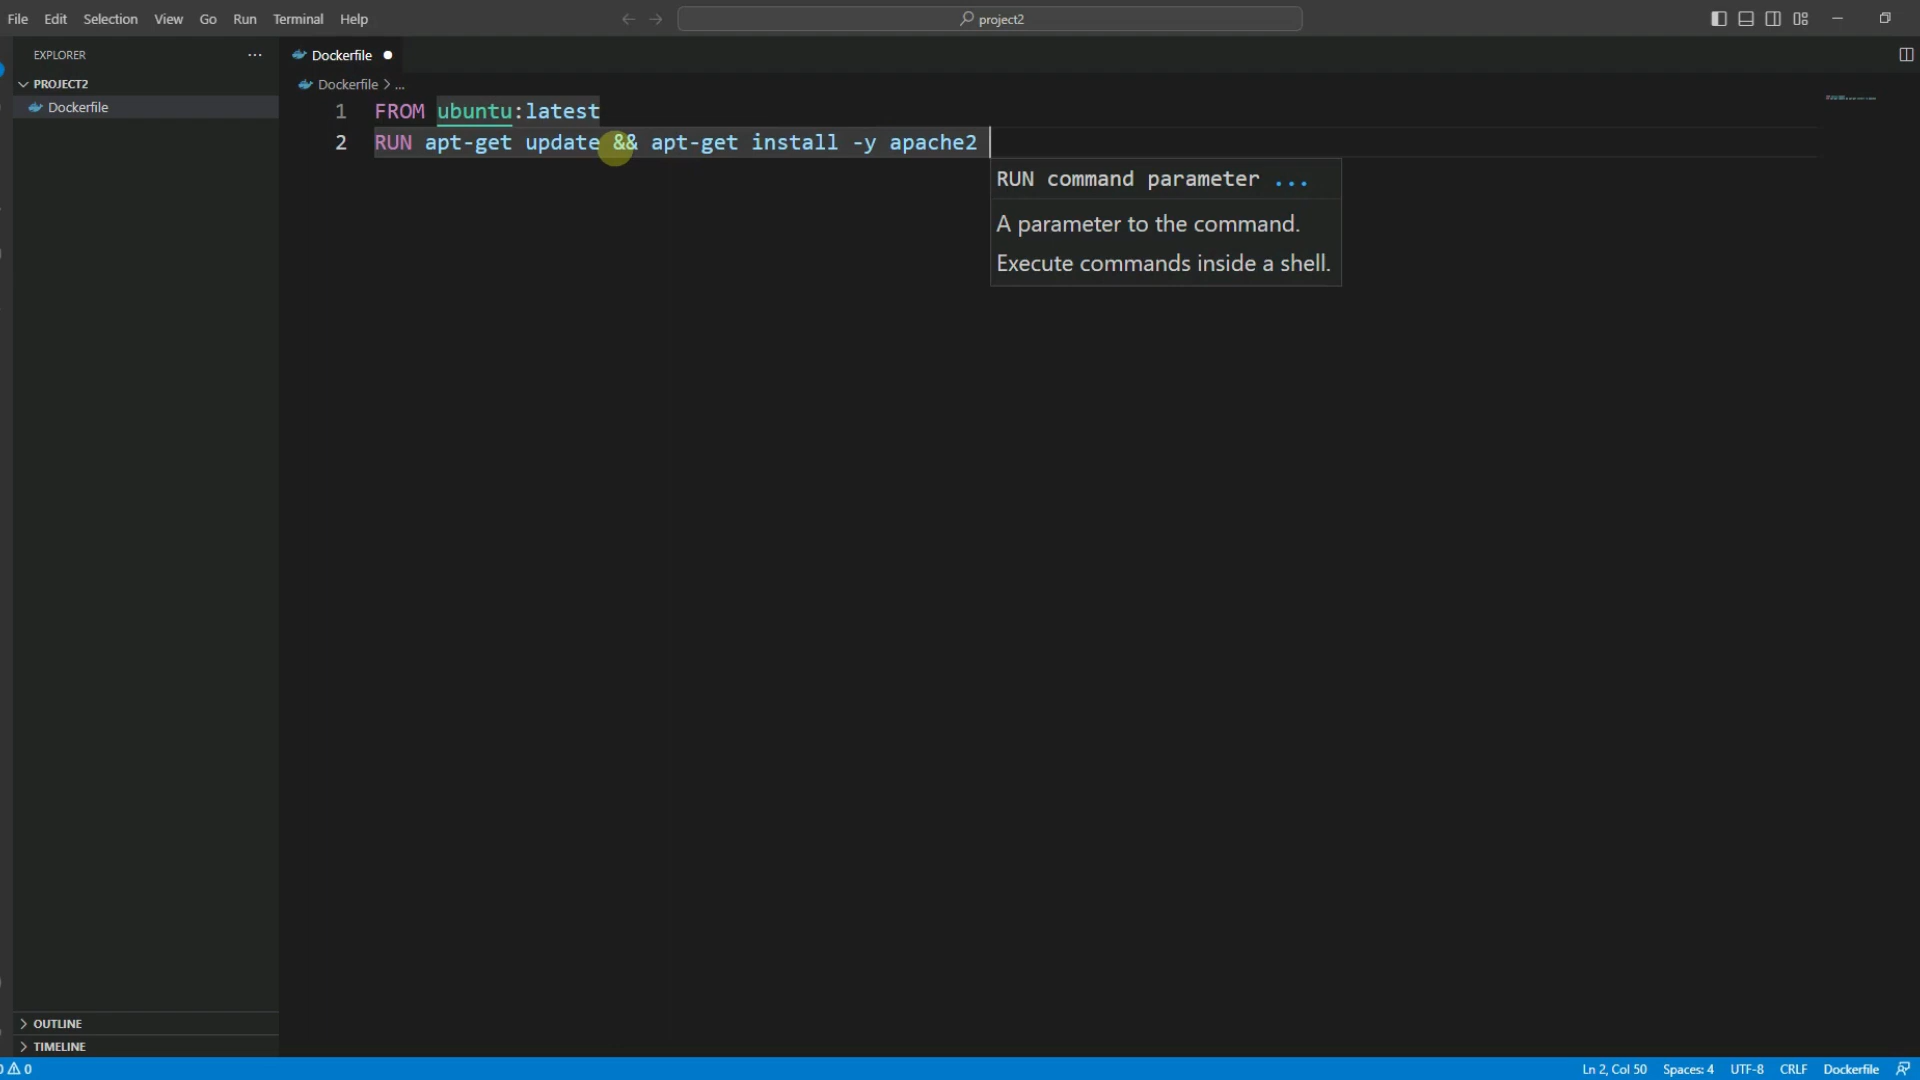 File Edit Selection View Go Run Terminal Help
project2
EXPLORER
Dockerfile
PROJECT2
Dockerfile > ...
Dockerfile
1 FROM ubuntu:latest
2 RUN apt-get update && apt-get install -y apache2
RUN command parameter ...
A parameter to the command.
Execute commands inside a shell.
OUTLINE
TIMELINE
0 Ln 2, Col 50 Spaces: 4 UTF-8 CRLF Dockerfile